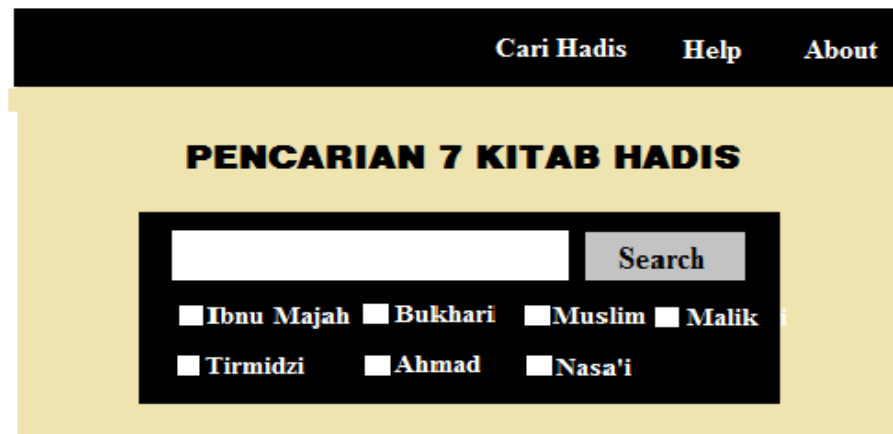 Cari Hadis Help About
PENCARIAN 7 KITAB HADIS
Search
Ibnu Majah Bukhari Muslim Malik i
Tirmidzi Ahmad Nasa'i